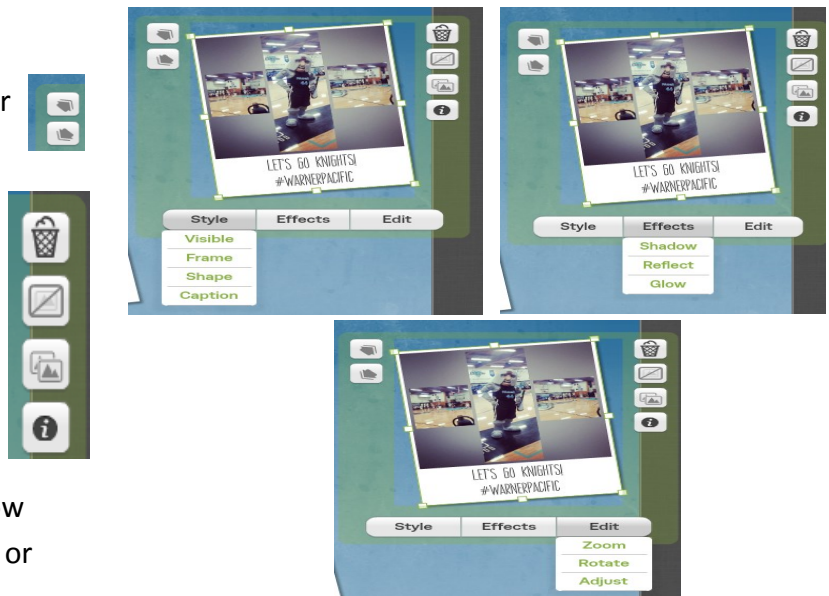 r
LET'S GO KNIGHTS!
#WARNERPACIFIC
Style Effects Edit
Visible
Frame
Shape
Caption
LET'S GO KNIGHTS!
#WARNERPACIFIC
Style Effects Edit
Shadow
Reflect
Glow
ow
or
LET'S GO KNIGHTS!
#WARNERPACIFIC
Style Effects Edit
Zoom
Rotate
Adjust